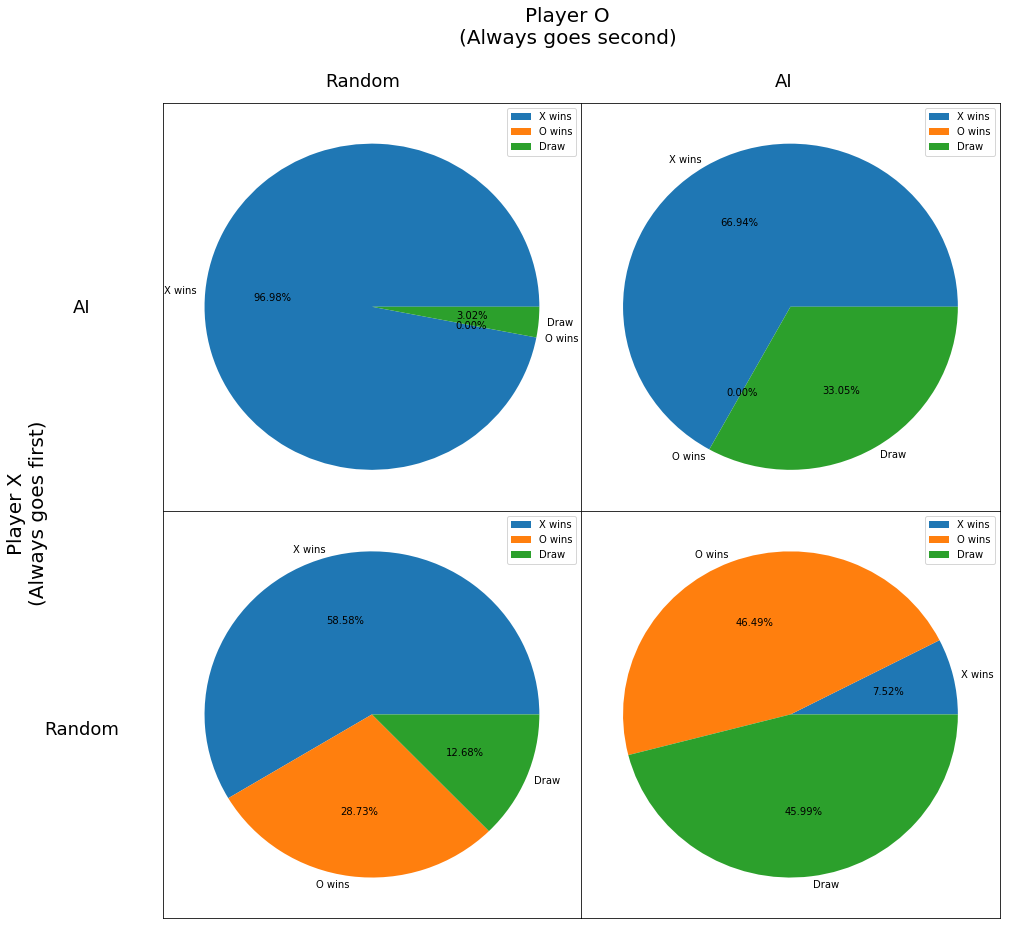 Player O
(Always goes second)
Random
AI
Player X
(Always goes first)
AI
X wins
O wins
Draw
X wins
96.98%
3.02%
0.00%
Draw
O wins
X wins
O wins
Draw
X wins
66.94%
0.00%
33.05%
O wins
Draw
Random
X wins
O wins
Draw
X wins
58.58%
12.68%
Draw
28.73%
O wins
X wins
O wins
Draw
O wins
46.49%
X wins
7.52%
45.99%
Draw